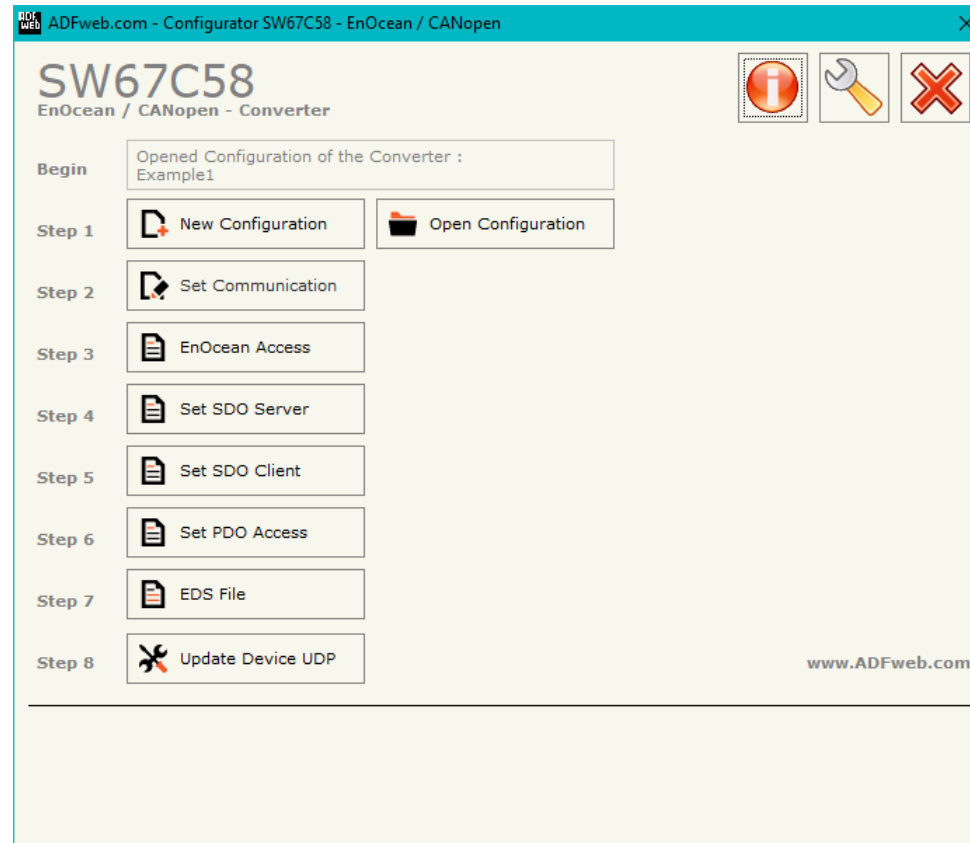 ADF
WEB
ADFweb.com - Configurator SW67C58 - EnOcean / CANopen
SW67C58
EnOcean / CANopen - Converter
Begin
Opened Configuration of the Converter :
Example1
Step 1
New Configuration
Open Configuration
Step 2
Set Communication
Step 3
EnOcean Access
Step 4
Set SDO Server
Step 5
Set SDO Client
Step 6
Set PDO Access
Step 7
EDS File
Step 8
Update Device UDP
www.ADFweb.com